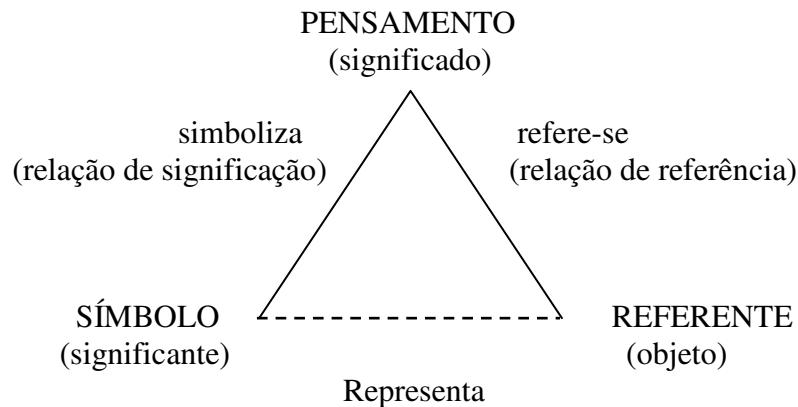 PENSAMENTO
(significado)
simboliza
(relação de significação)
refere-se
(relação de referência)
SÍMBOLO
(significante)
REFERENTE
(objeto)
Representa